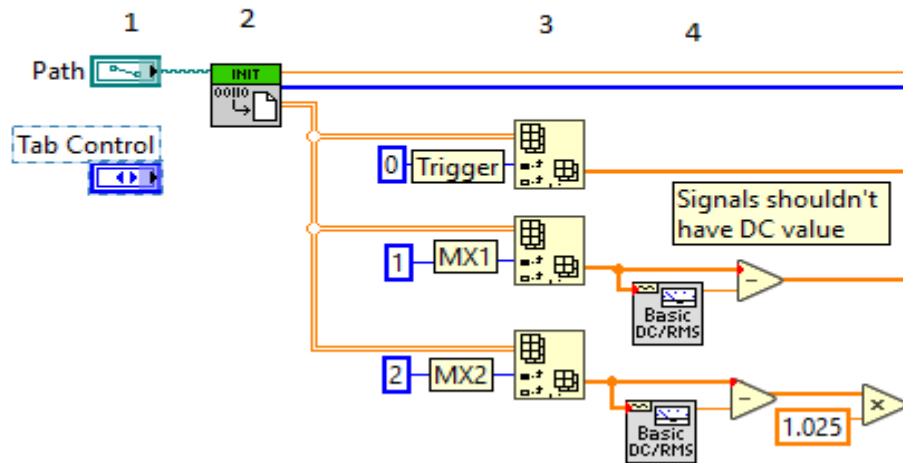 1
2
3
4
Path
INIT
00110
Tab Control
0
Trigger
Signals shouldn't
have DC value
1
MX1
Basic
DC/RMS
2
MX2
Basic
DC/RMS
1.025